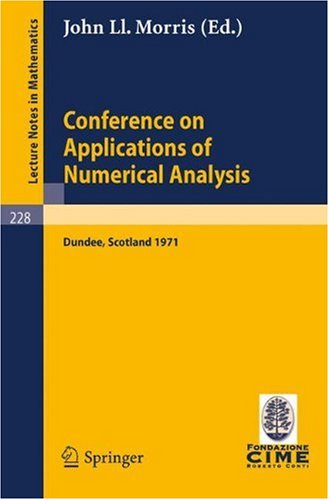 John Ll. Morris (Ed.)
Lecture Notes in Mathematics
228
Conference on
Applications of
Numerical Analysis
Dundee, Scotland 1971
Springer
FONDAZIONE
CIME
ROBERTO CONTI